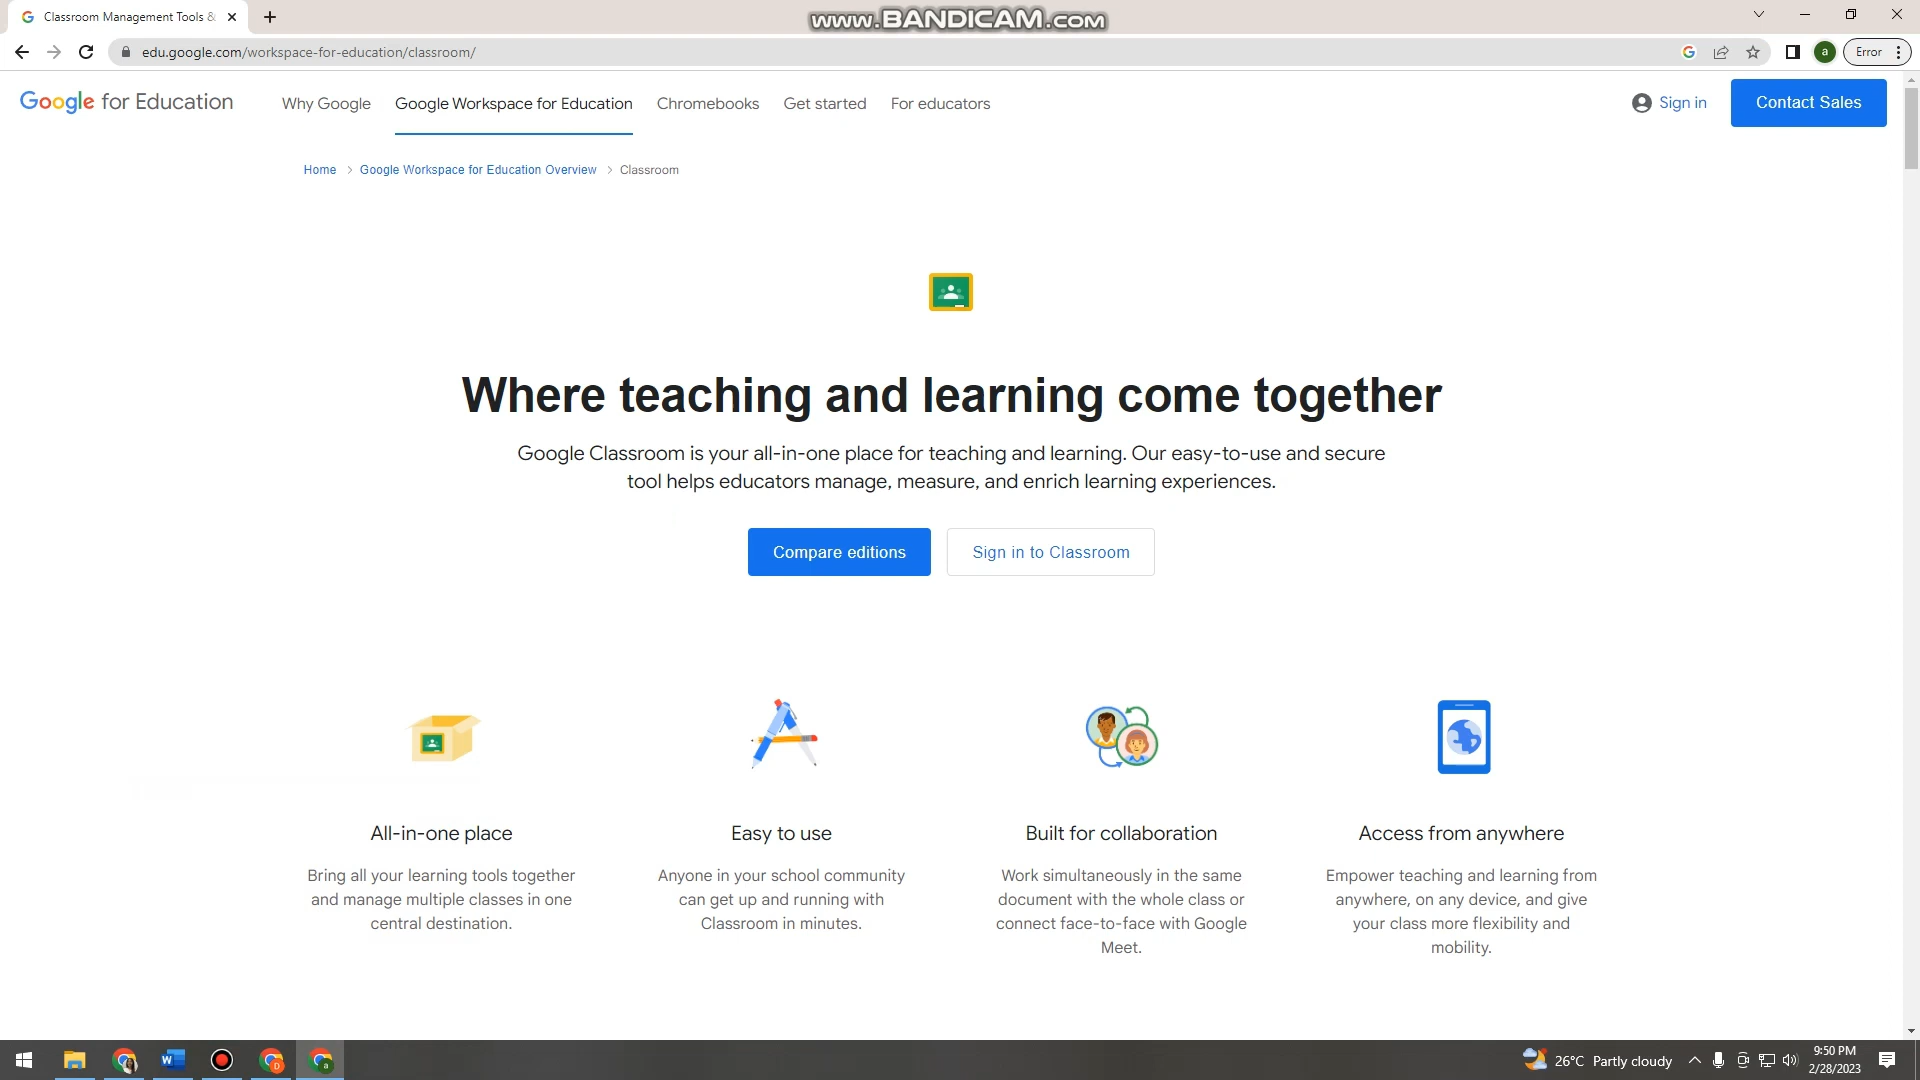 Classroom Management Tools &
www.BANDICAM.com
edu.google.com/workspace-for-education/classroom/
a
Error
Google for Education
Why Google
Google Workspace for Education
Chromebooks
Get started
For educators
Sign in
Contact Sales
Home
Google Workspace for Education Overview
Classroom
Where teaching and learning come together
Google Classroom is your all-in-one place for teaching and learning. Our easy-to-use and secure
tool helps educators manage, measure, and enrich learning experiences.
Compare editions
Sign in to Classroom
All-in-one place
Bring all your learning tools together
and manage multiple classes in one
central destination.
Easy to use
Anyone in your school community
can get up and running with
Classroom in minutes.
Built for collaboration
Work simultaneously in the same
document with the whole class or
connect face-to-face with Google
Meet.
Access from anywhere
Empower teaching and learning from
anywhere, on any device, and give
your class more flexibility and
mobility.
W
D
a
26°C Partly cloudy
9:50 PM
2/28/2023